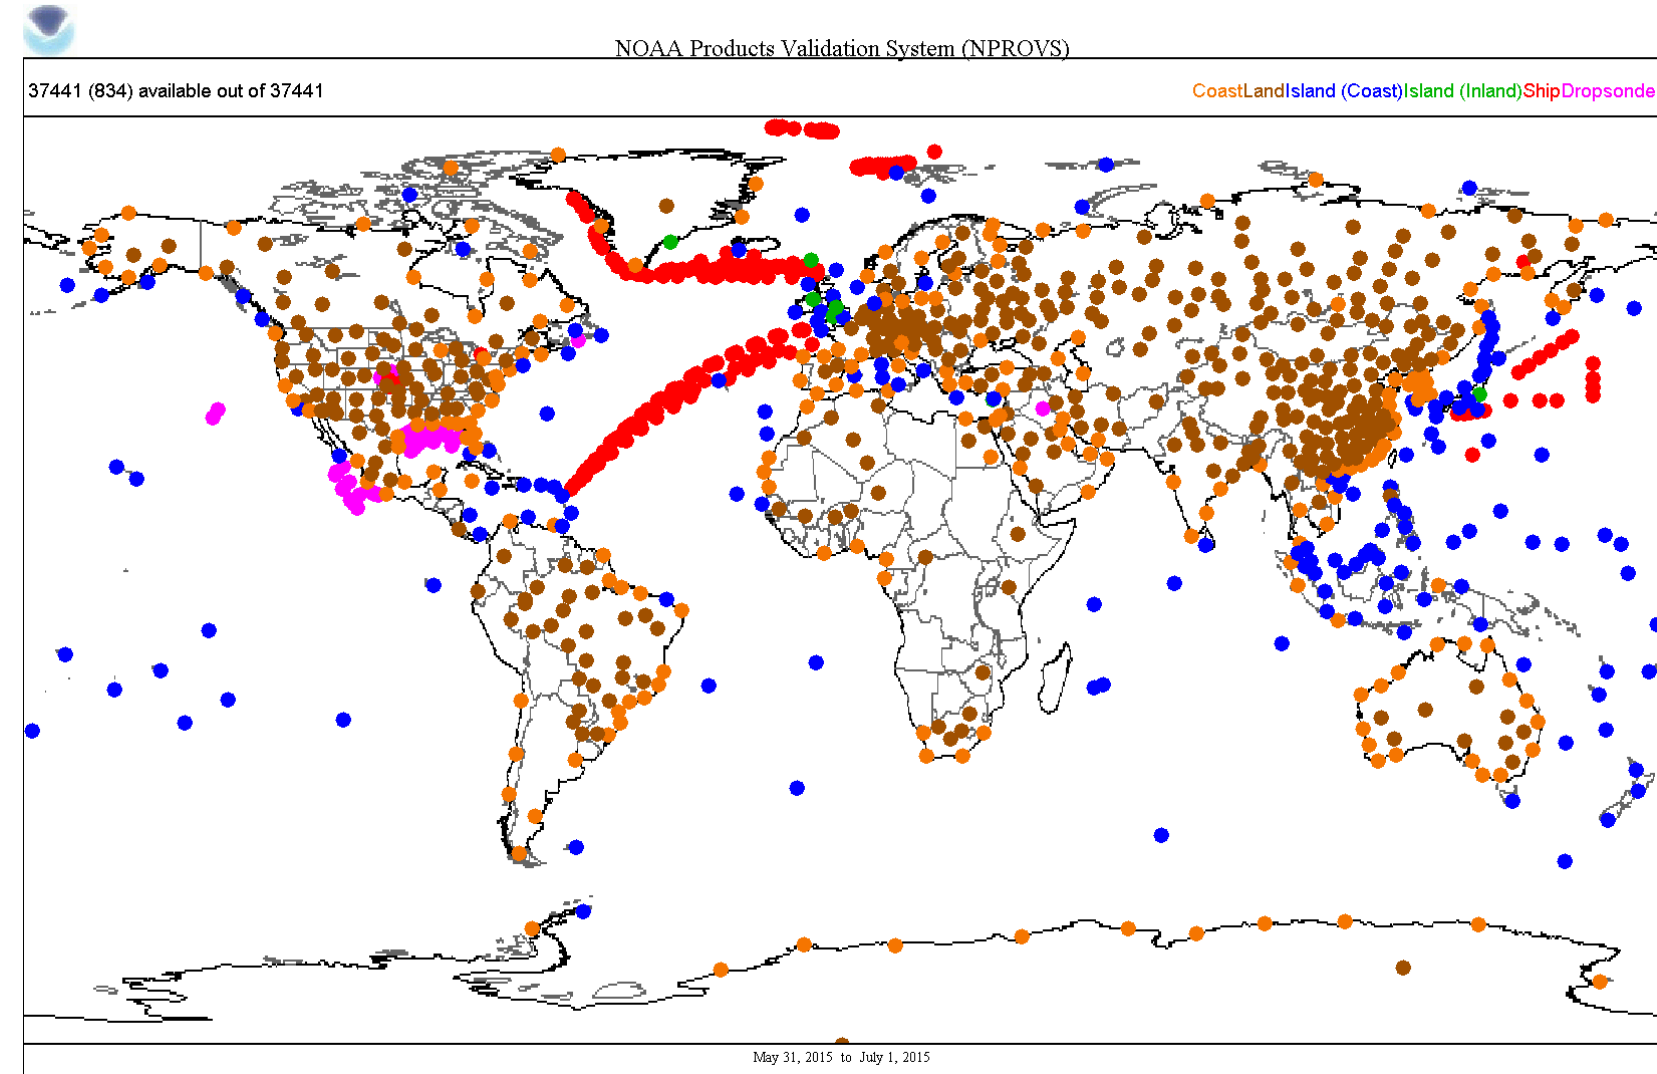 NOAA Products Validation System (NPROVS)
37441 (834) available out of 37441
CoastLandIsland (Coast)Island (Inland)ShipDropsonde
May 31, 2015 to July 1, 2015